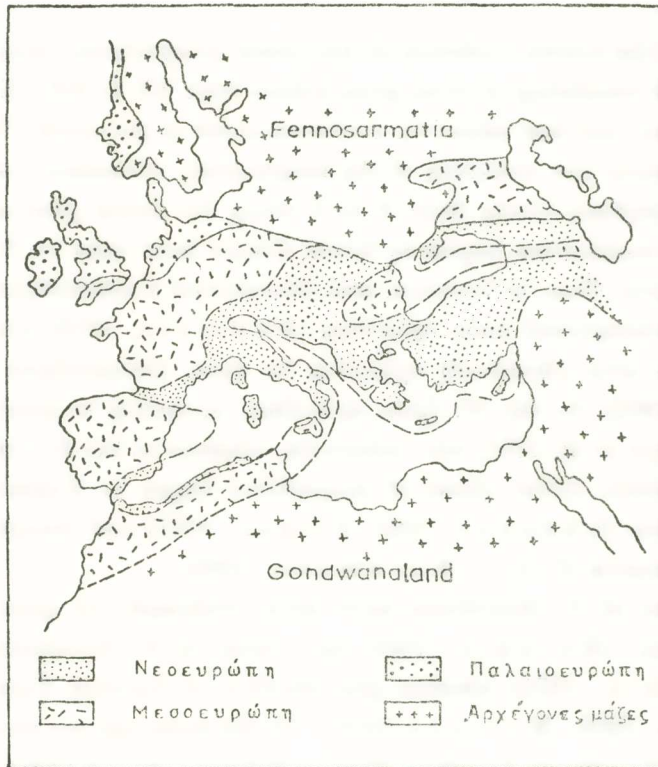 Fennosarmatia
Gondwanaland
Νεοευρώπη
Παλαιοευρώπη
Μεσοευρώπη
Αρχέγονες μάζες